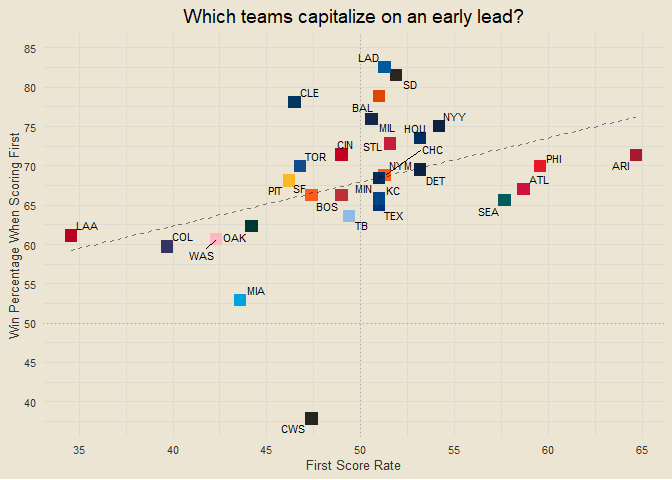 Which teams capitalize on an early lead?
85
80
75
70
65
60
55
50
45
40
Win Percentage When Scoring First
LAD
SD
CLE
BAL
NYY
MIL
HOU
CIN
STL
CHC
TOR
NYM
PHI
ARI
DET
ATL
PIT
SF
MIN
KC
BOS
SEA
TB
TEX
LAA
COL
OAK
WAS
MIA
CWS
35
40
45
50
55
60
65
First Score Rate